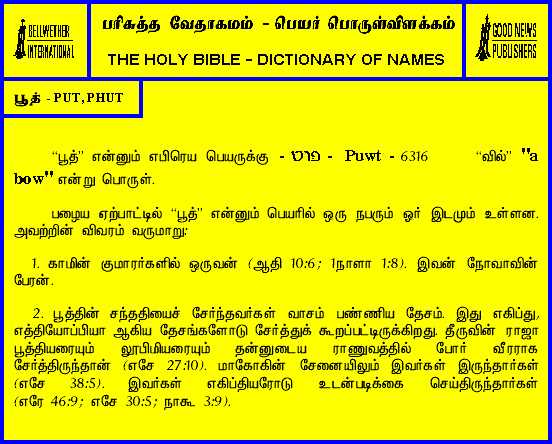 BELLWETHER
INTERNATIONAL
பரிசுத்த வேதாகமம் - பெயர் பொருள்விளக்கம்
THE HOLY BIBLE - DICTIONARY OF NAMES
GOOD NEWS
PUBLISHERS
பூத் - PUT, PHUT
“பூத்” என்னும் எபிரெய பெயருக்கு - פוט - Puwt - 6316 “வில்” "a
bow" என்று பொருள்.
பழைய ஏற்பாட்டில் “பூத்” என்னும் பெயரில் ஒரு நபரும் ஓர் இடமும் உள்ளன.
அவற்றின் விவரம் வருமாறு:
1. காமின் குமாரர்களில் ஒருவன் (ஆதி 10:6; 1நாளா 1:8). இவன் நோவாவின்
பேரன்.
2. பூத்தின் சந்ததியைச் சேர்ந்தவர்கள் வாசம் பண்ணிய தேசம். இது எகிப்து,
எத்தியோப்பியா ஆகிய தேசங்களோடு சேர்த்துக் கூறப்பட்டிருக்கிறது. தீருவின் ராஜா
பூத்தியரையும் லூபிமியரையும் தன்னுடைய ராணுவத்தில் போர் வீரராக
சேர்த்திருந்தான் (எசே 27:10). மாகோகின் சேனையிலும் இவர்கள் இருந்தார்கள்
(எசே 38:5). இவர்கள் எகிப்தியரோடு உடன்படிக்கை செய்திருந்தார்கள்
(எரே 46:9; எசே 30:5; நாகூ 3:9).